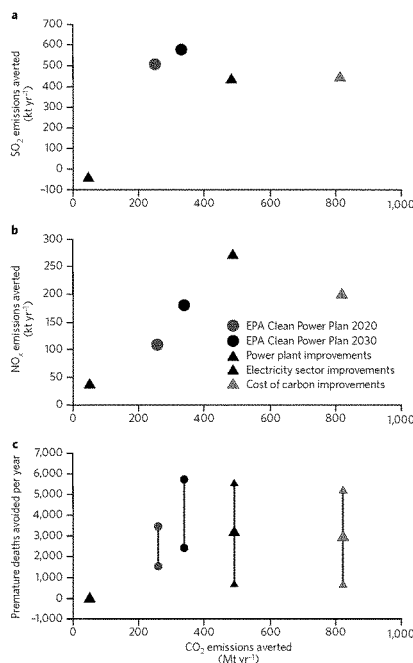 a
700
600
500
400
300
200
100
0
-100
SO2 emissions averted
(kt yr⁻¹)
0 200 400 600 800 1,000
b
300
250
200
150
100
50
0
NOx emissions averted
(kt yr⁻¹)
EPA Clean Power Plan 2020
EPA Clean Power Plan 2030
Power plant improvements
Electricity sector improvements
Cost of carbon improvements
0 200 400 600 800 1,000
c
7,000
6,000
5,000
4,000
3,000
2,000
1,000
0
-1,000
Premature deaths avoided per year
0 200 400 600 800 1,000
CO2 emissions averted
(Mt yr⁻¹)